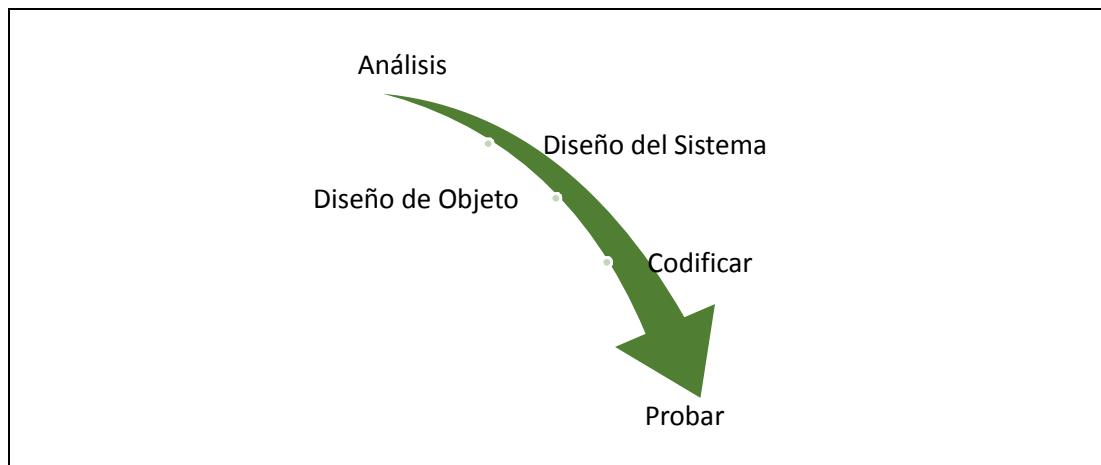 Análisis
Diseño del Sistema
Diseño de Objeto
Codificar
Probar